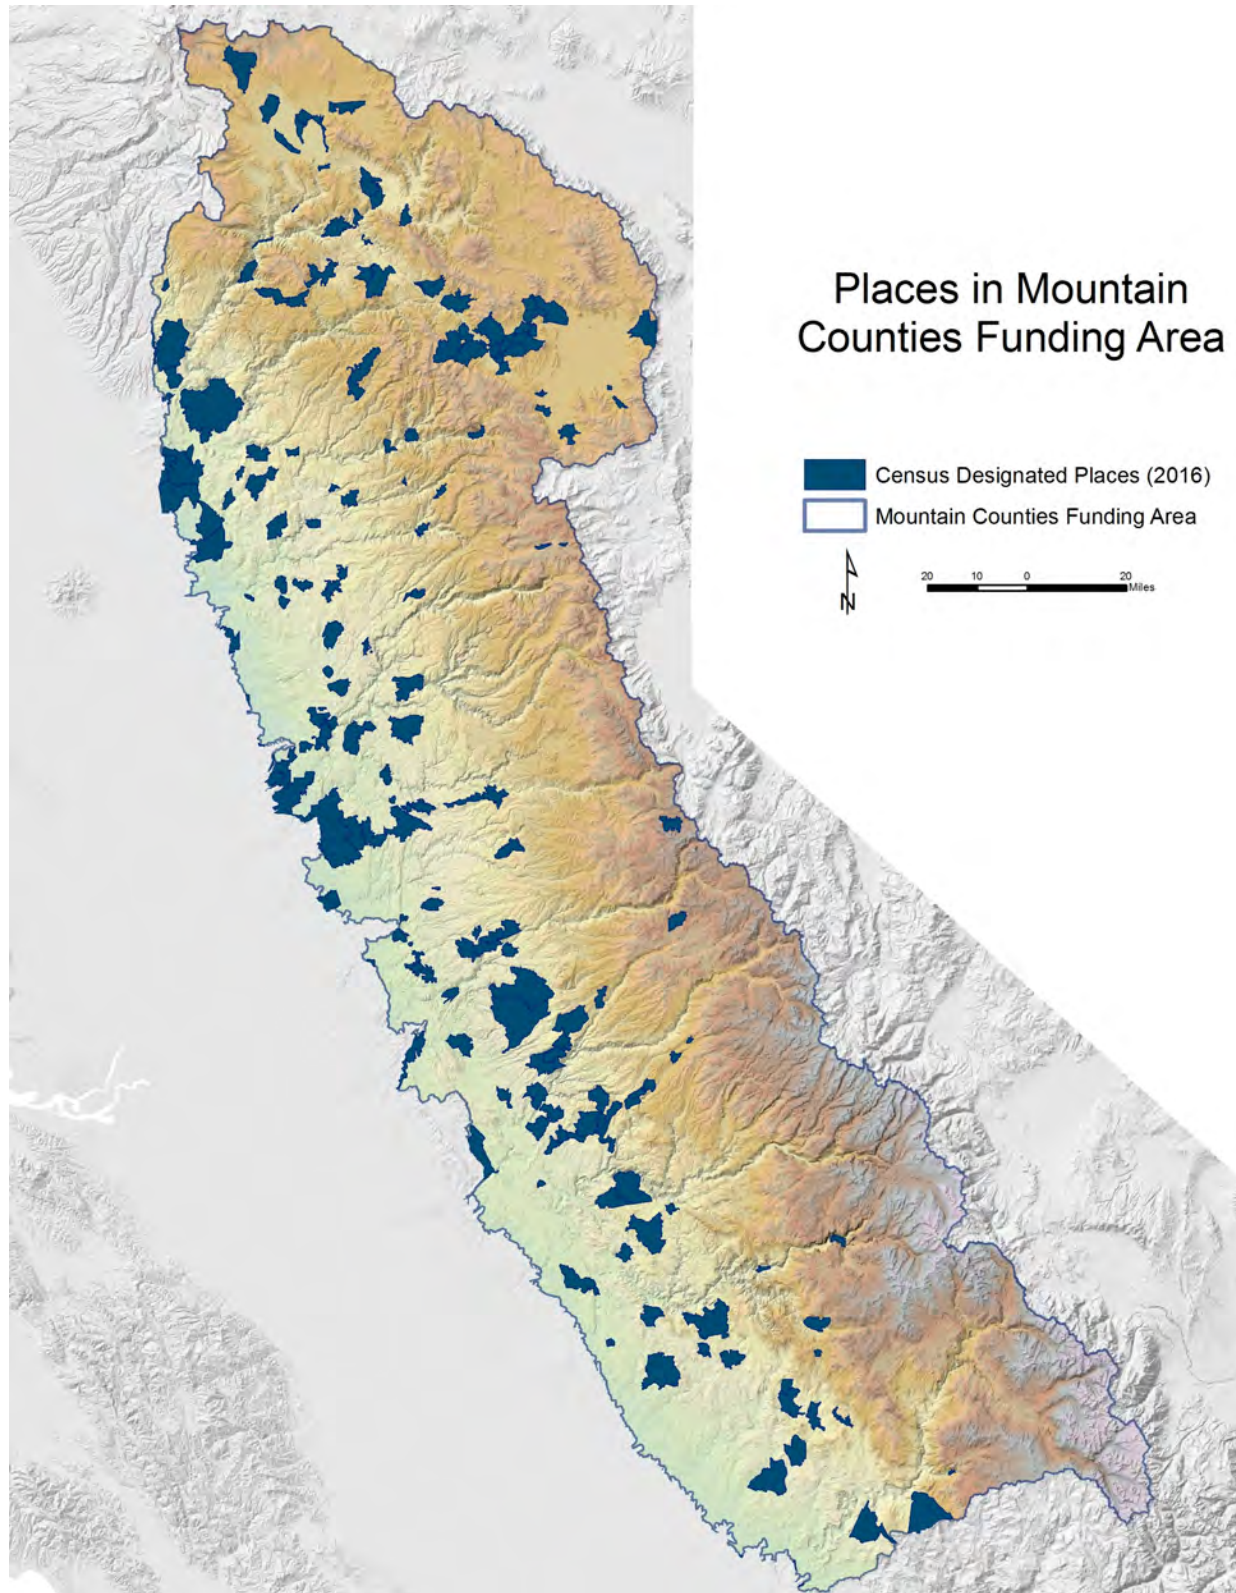 Places in Mountain
Counties Funding Area
Census Designated Places (2016)
Mountain Counties Funding Area
N
20 10 0 20
Miles